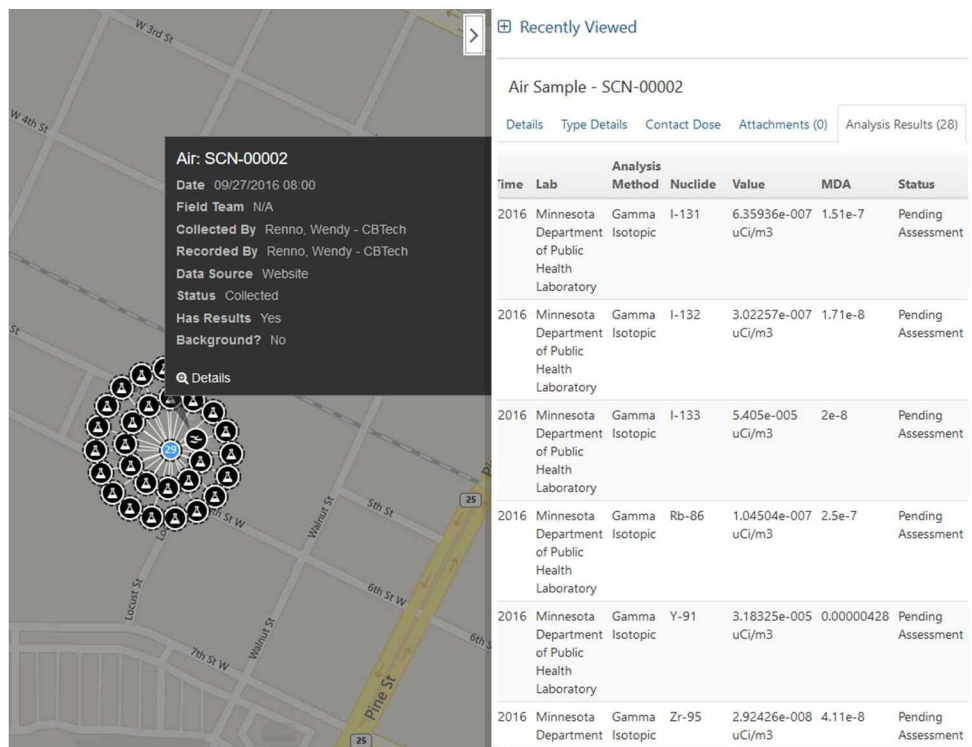 W 3rd St
W 4th St
St
Air: SCN-00002
Date 09/27/2016 08:00
Field Team N/A
Collected By Renno, Wendy - CBTech
Recorded By Renno, Wendy - CBTech
Data Source Website
Status Collected
Has Results Yes
Background? No
Details
29
25
5th St
Walnut St
6th St W
6th S
Locust St
Walnut St
7th St W
Pine St
25
Recently Viewed
Air Sample - SCN-00002
Details Type Details Contact Dose Attachments (0) Analysis Results (28)
Analysis
Time Lab Method Nuclide Value MDA Status
2016 Minnesota Gamma I-131 6.35936e-007 1.51e-7 Pending
Department Isotopic uCi/m3 Assessment
of Public
Health
Laboratory
2016 Minnesota Gamma I-132 3.02257e-007 1.71e-8 Pending
Department Isotopic uCi/m3 Assessment
of Public
Health
Laboratory
2016 Minnesota Gamma I-133 5.405e-005 2e-8 Pending
Department Isotopic uCi/m3 Assessment
of Public
Health
Laboratory
2016 Minnesota Gamma Rb-86 1.04504e-007 2.5e-7 Pending
Department Isotopic uCi/m3 Assessment
of Public
Health
Laboratory
2016 Minnesota Gamma Y-91 3.18325e-005 0.00000428 Pending
Department Isotopic uCi/m3 Assessment
of Public
Health
Laboratory
2016 Minnesota Gamma Zr-95 2.92426e-008 4.11e-8 Pending
Department Isotopic uCi/m3 Assessment